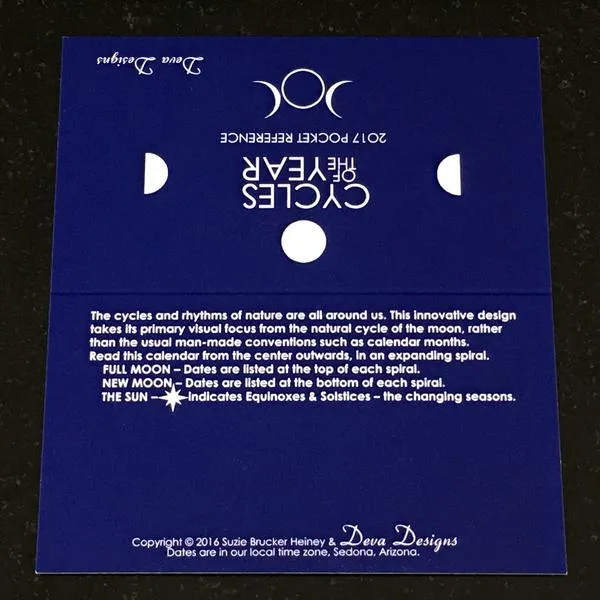 Deva Designs
2017 POCKET REFERENCE
CYCLES
OF THE YEAR
The cycles and rhythms of nature are all around us. This innovative design
takes its primary visual focus from the natural cycle of the moon, rather
than the usual man-made conventions such as calendar months.
Read this calendar from the center outwards, in an expanding spiral.
FULL MOON – Dates are listed at the top of each spiral.
NEW MOON – Dates are listed at the bottom of each spiral.
THE SUN – Indicates Equinoxes & Solstices – the changing seasons.
Copyright © 2016 Suzie Brucker Heiney & Deva Designs
Dates are in our local time zone, Sedona, Arizona.